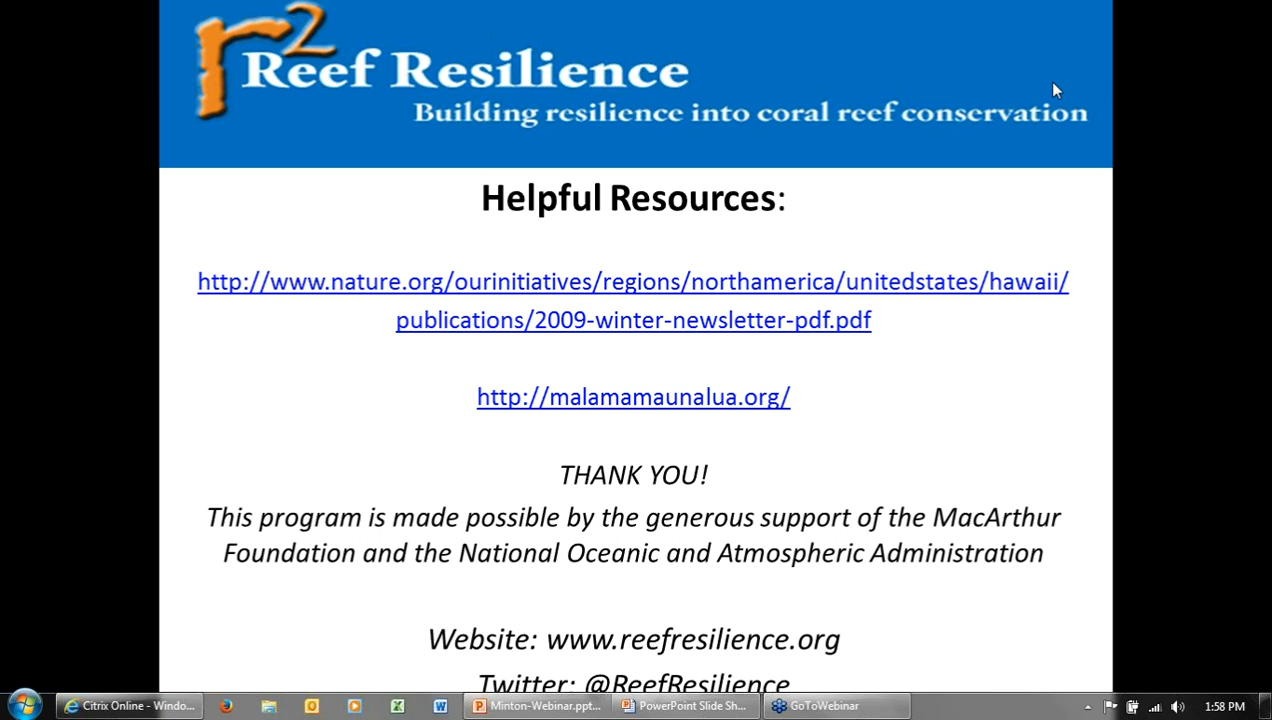 r2
Reef Resilience
Building resilience into coral reef conservation
Helpful Resources:
http://www.nature.org/ourinitiatives/regions/northamerica/unitedstates/hawaii/
publications/2009-winter-newsletter-pdf.pdf
http://malamamaunalua.org/
THANK YOU!
This program is made possible by the generous support of the MacArthur
Foundation and the National Oceanic and Atmospheric Administration
Website: www.reefresilience.org
Twitter: @ReefResilience
Citrix Online - Windo... Minton-Webinar.ppt... PowerPoint Slide Sh... GoToWebinar 1:58 PM